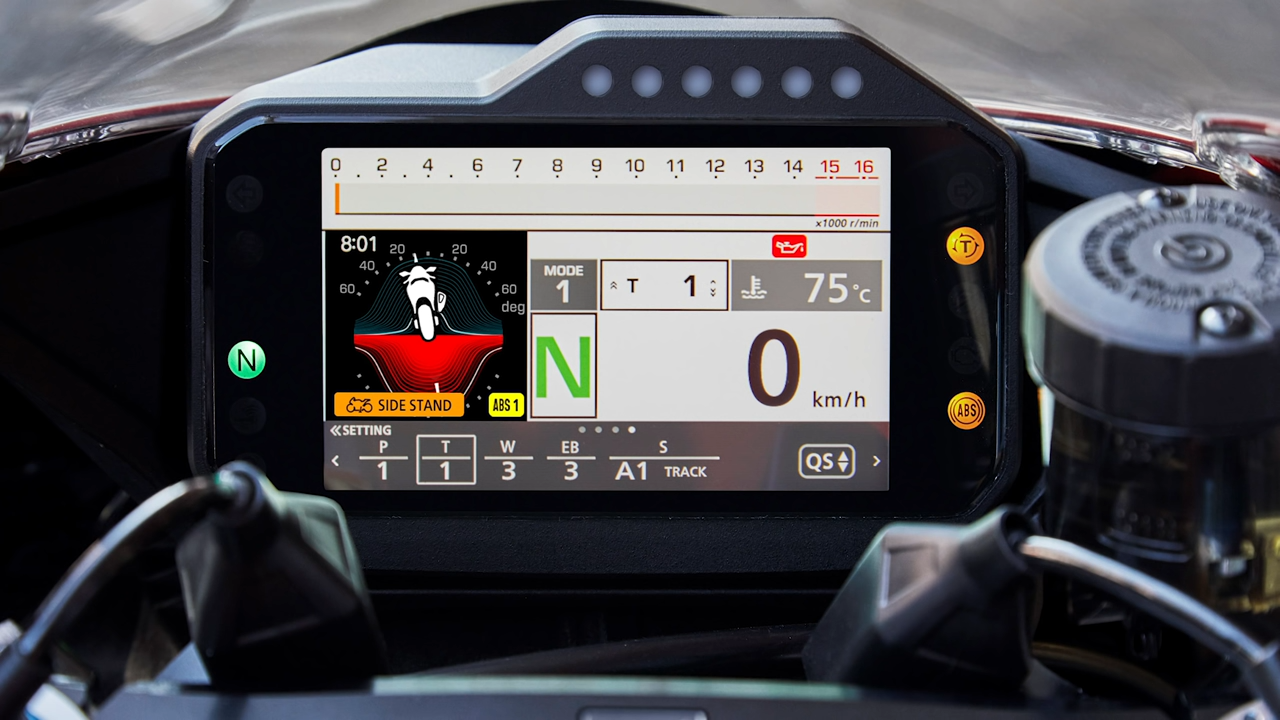 0 2 4 6 7 8 9 10 11 12 13 14 15 16
x1000 r/min
8:01
20 20
40 40
60 60
deg
MODE
1
T 1
75°C
T
N
N
0 km/h
SIDE STAND
ABS 1
ABS
SETTING
P T W EB S
1 1 3 3 A1 TRACK
QS